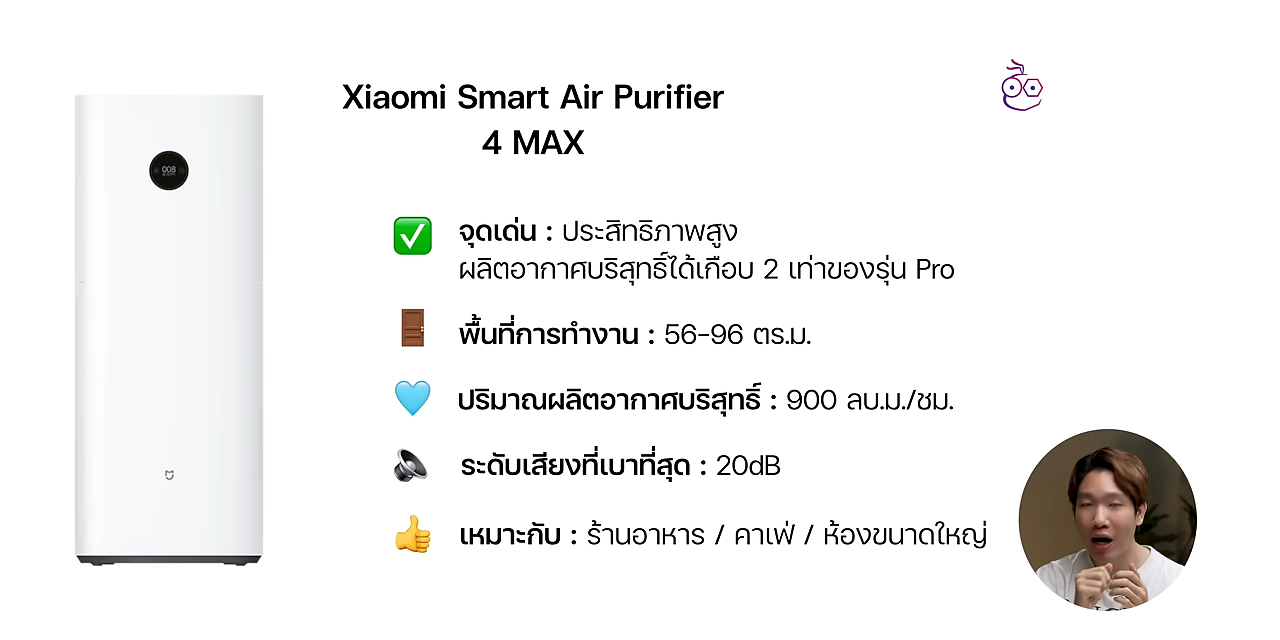 Xiaomi Smart Air Purifier
4 MAX
008
จุดเด่น : ประสิทธิภาพสูง
ผลิตอากาศบริสุทธิ์ได้เกือบ 2 เท่าของรุ่น Pro
พื้นที่การทำงาน : 56-96 ตร.ม.
ปริมาณผลิตอากาศบริสุทธิ์ : 900 ลบ.ม./ชม.
ระดับเสียงที่เบาที่สุด : 20dB
เหมาะกับ : ร้านอาหาร / คาเฟ่ / ห้องขนาดใหญ่